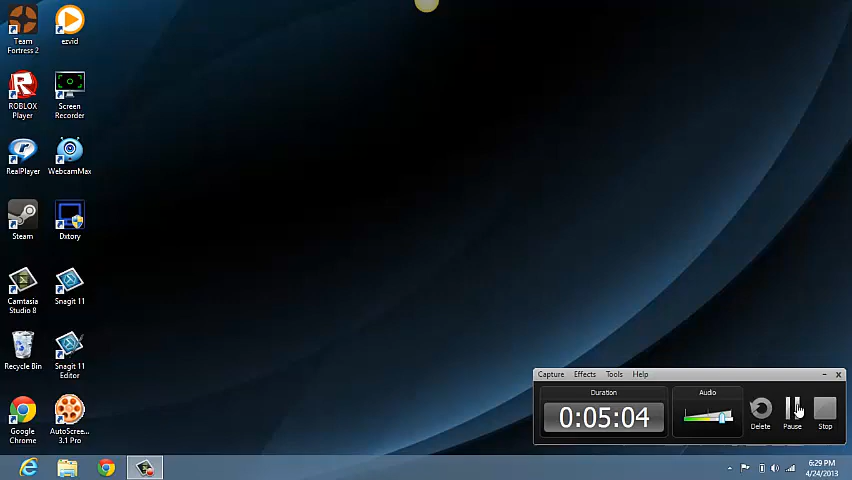 Team
Fortress 2
ezvid
ROBLOX
Player
Screen
Recorder
RealPlayer
WebcamMax
Steam
Dxtory
Camtasia
Studio 8
Snagit 11
Recycle Bin
Snagit 11
Editor
Google
Chrome
AutoScree...
3.1 Pro
Capture Effects Tools Help
Duration
0:05:04
Audio
Delete
Pause
Stop
6:29 PM
4/24/2013